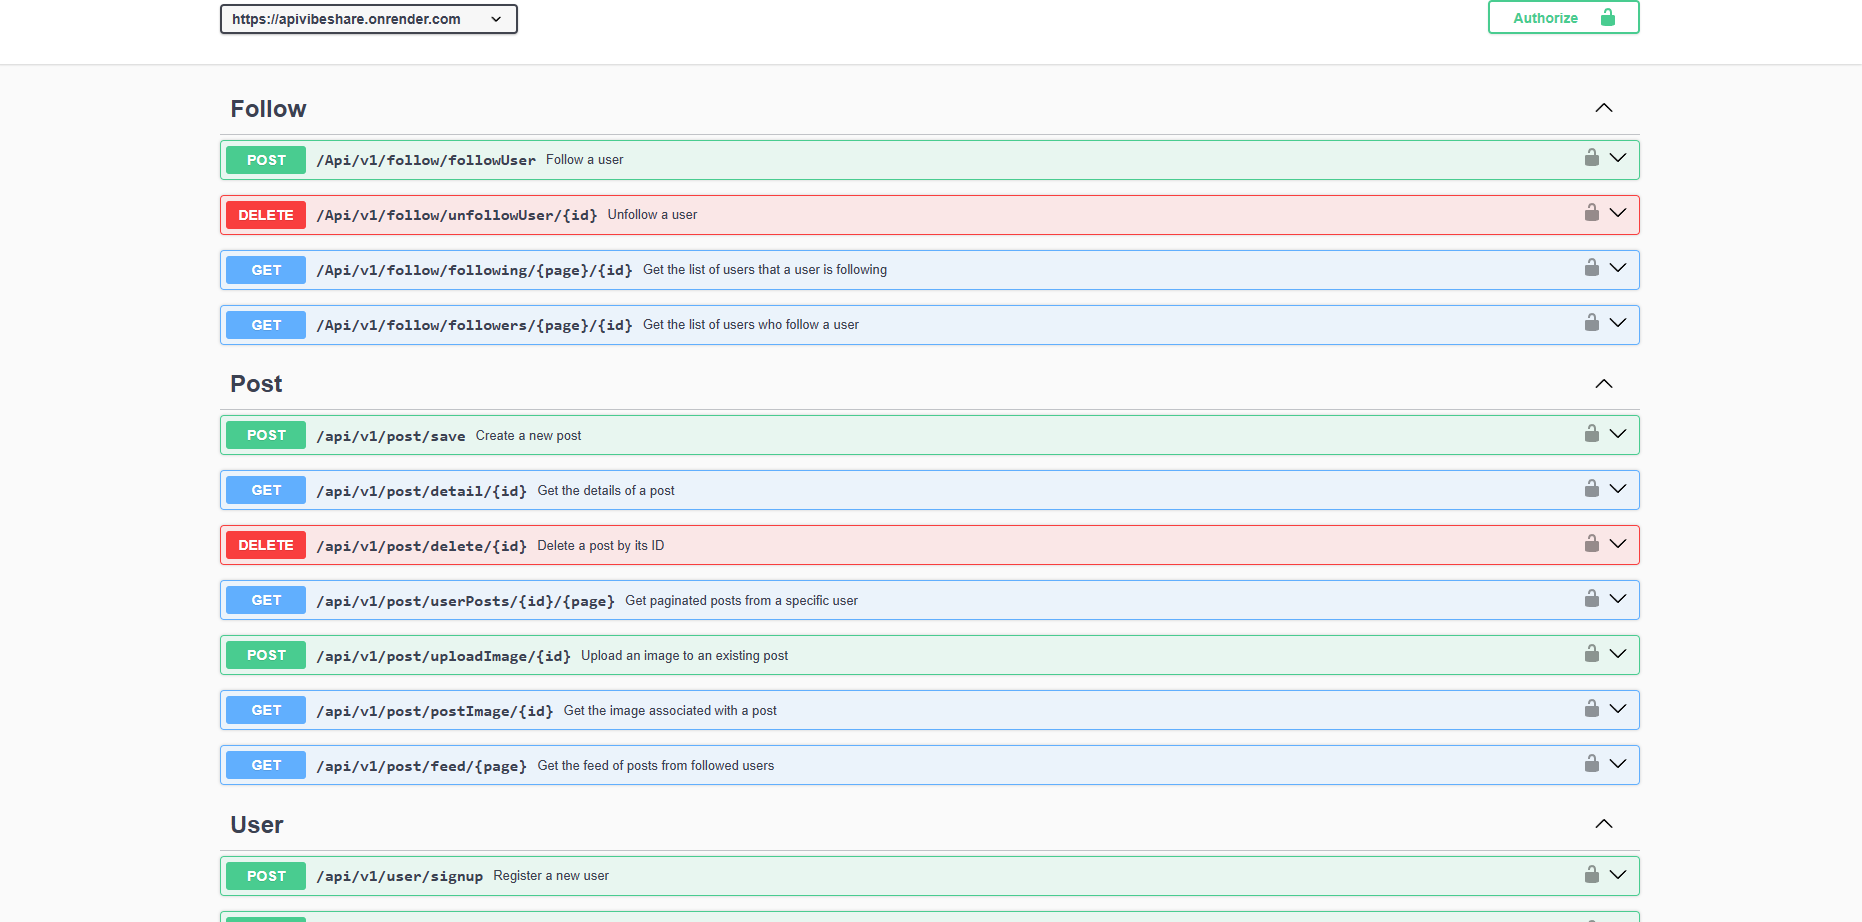 https://apivibeshare.onrender.com
Authorize
Follow
POST /Api/v1/follow/followUser Follow a user
DELETE /Api/v1/follow/unfollowUser/{id} Unfollow a user
GET /Api/v1/follow/following/{page}/{id} Get the list of users that a user is following
GET /Api/v1/follow/followers/{page}/{id} Get the list of users who follow a user
Post
POST /api/v1/post/save Create a new post
GET /api/v1/post/detail/{id} Get the details of a post
DELETE /api/v1/post/delete/{id} Delete a post by its ID
GET /api/v1/post/userPosts/{id}/{page} Get paginated posts from a specific user
POST /api/v1/post/uploadImage/{id} Upload an image to an existing post
GET /api/v1/post/postImage/{id} Get the image associated with a post
GET /api/v1/post/feed/{page} Get the feed of posts from followed users
User
POST /api/v1/user/signup Register a new user